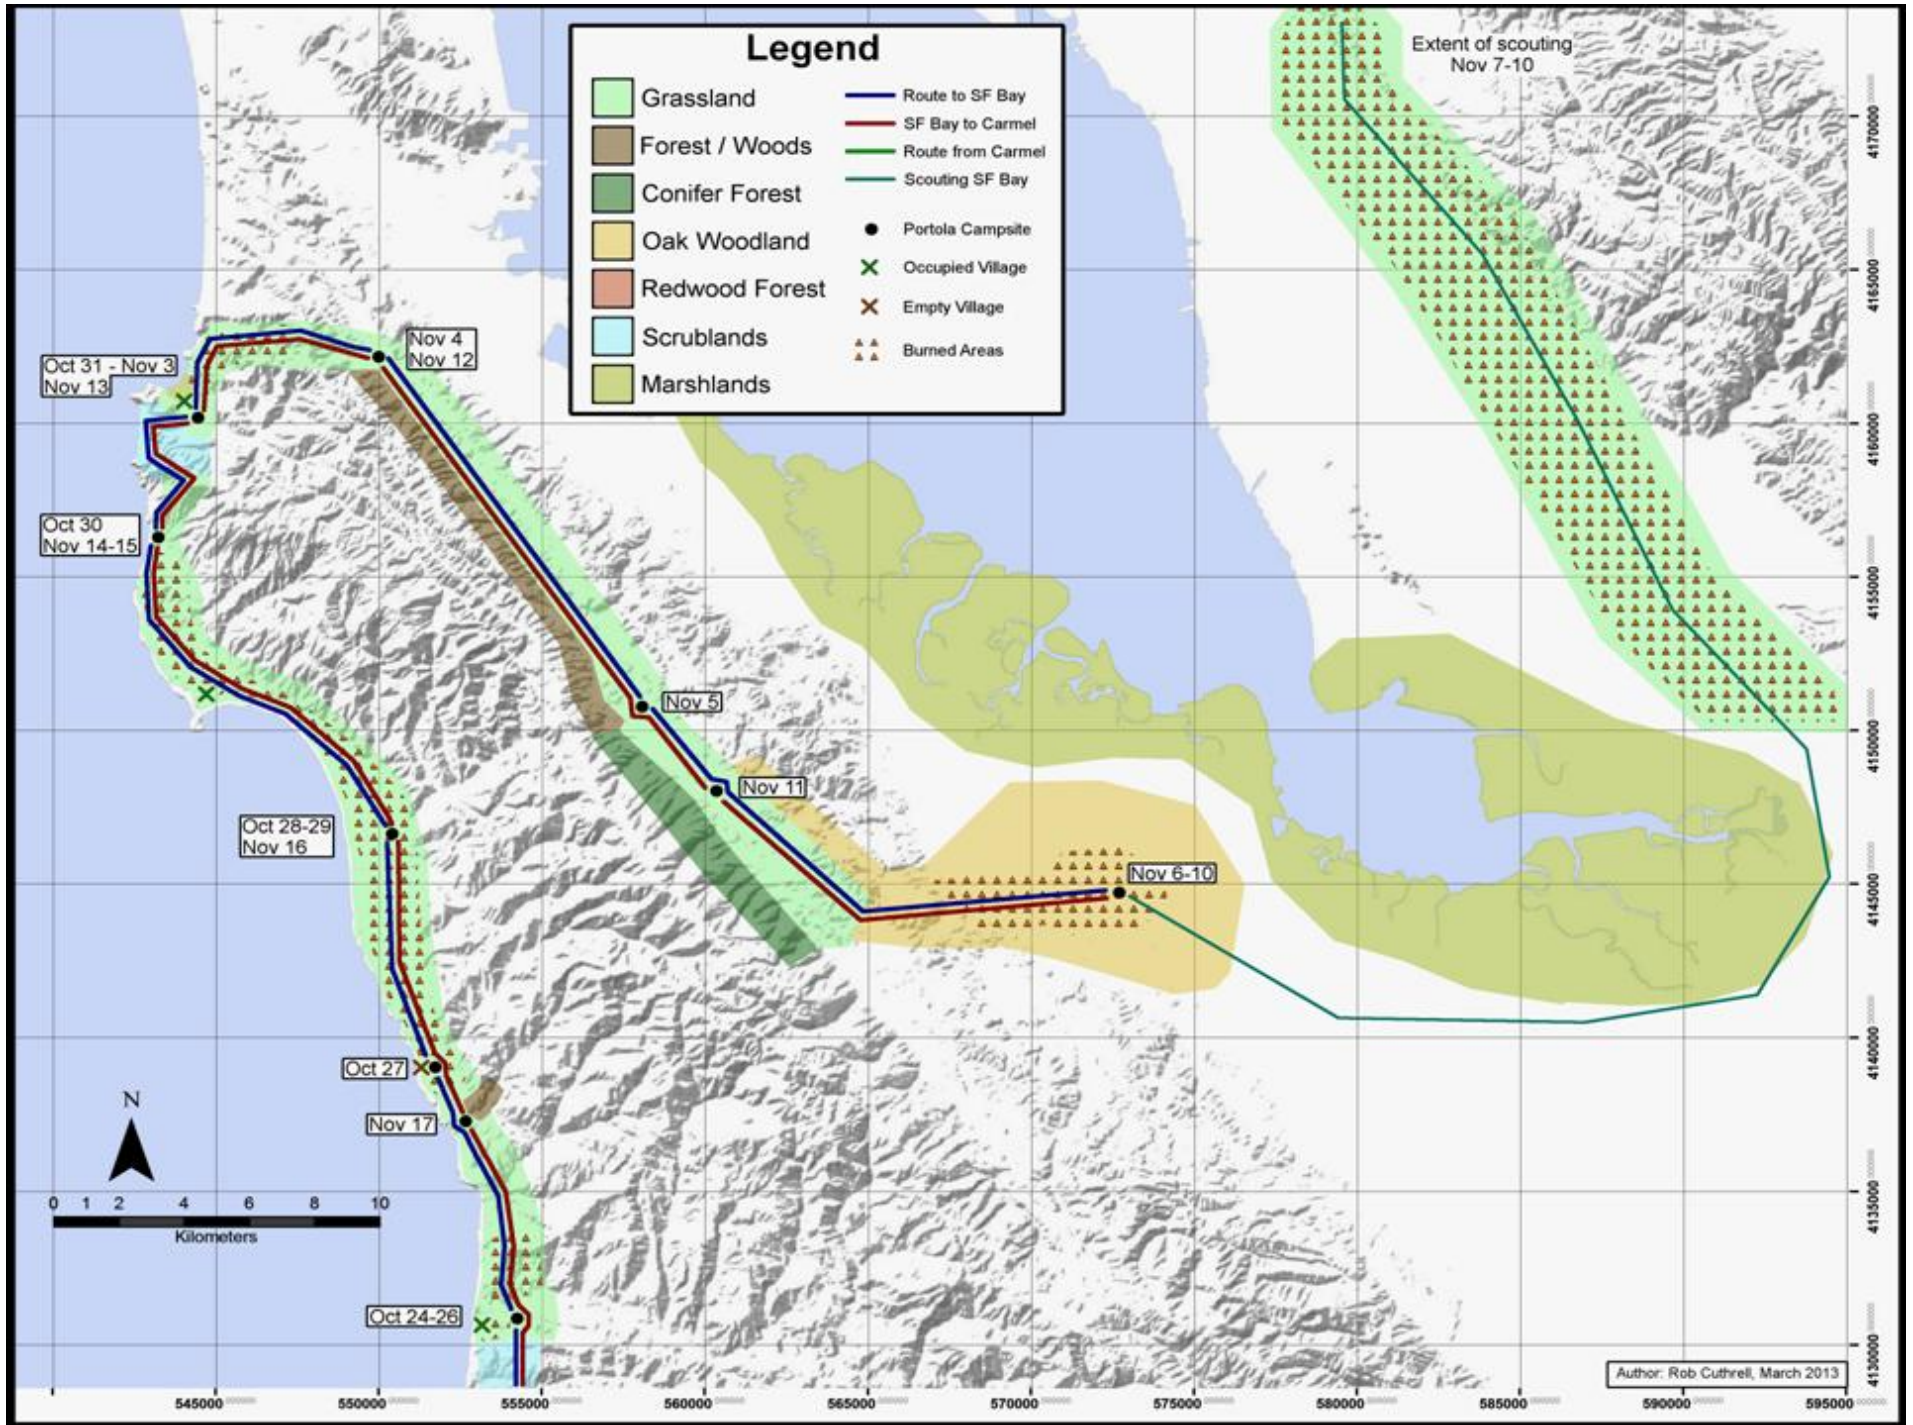 Legend
Grassland
Forest / Woods
Conifer Forest
Oak Woodland
Redwood Forest
Scrublands
Marshlands
Route to SF Bay
SF Bay to Carmel
Route from Carmel
Scouting SF Bay
Portola Campsite
Occupied Village
Empty Village
Burned Areas
Extent of scouting
Nov 7-10
Nov 4
Nov 12
Oct 31 - Nov 3
Nov 13
Oct 30
Nov 14-15
Nov 5
Nov 11
Oct 28-29
Nov 16
Nov 6-10
Oct 27
Nov 17
Oct 24-26
N
0 1 2 4 6 8 10
Kilometers
Author: Rob Cuthrell, March 2013
4170000
4165000
4160000
4155000
4150000
4145000
4140000
4135000
4130000
545000 550000 555000 560000 565000 570000 575000 580000 585000 590000 595000